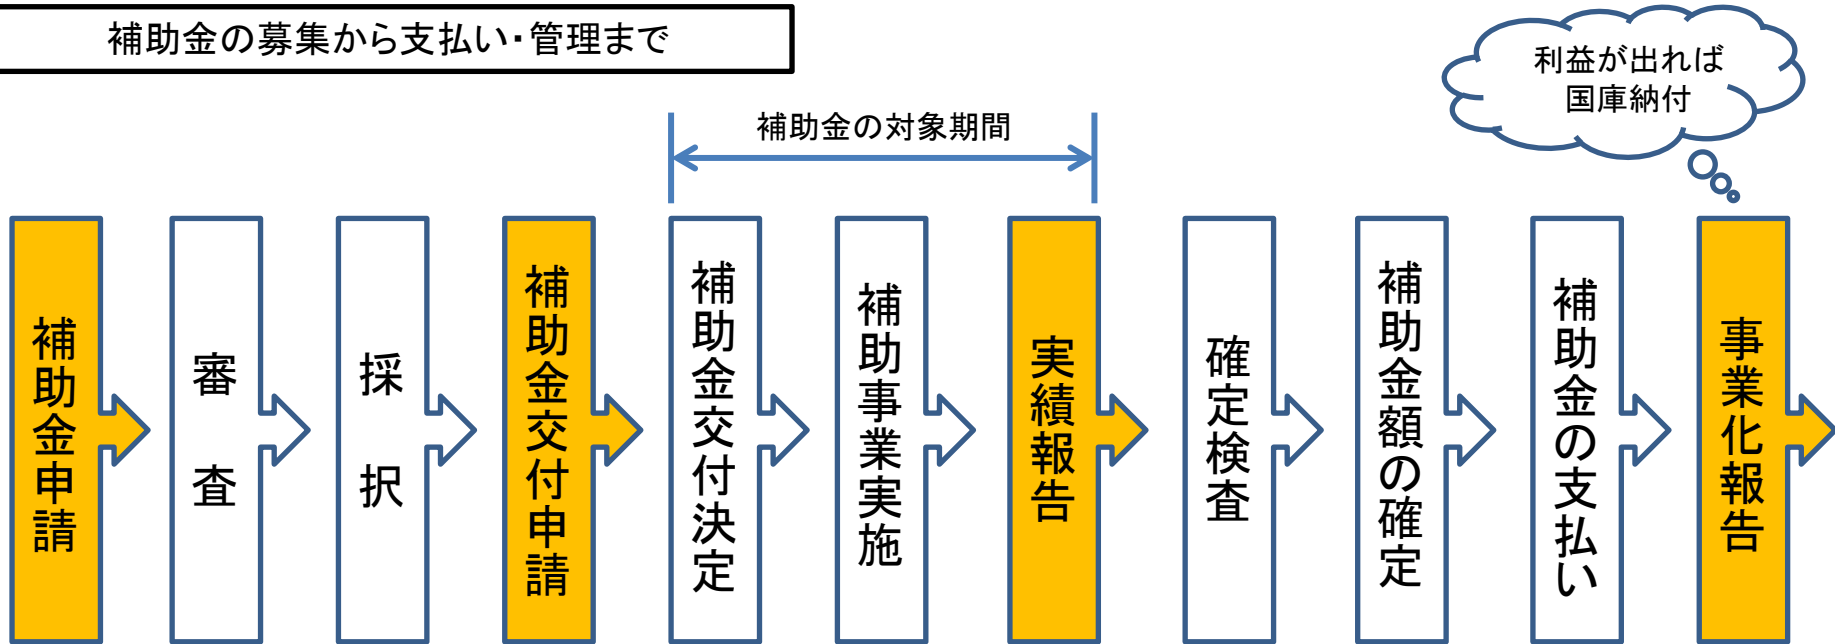 補助金の募集から支払い・管理まで
利益が出れば
国庫納付
補助金の対象期間
補助金申請
審査
採択
補助金交付申請
補助金交付決定
補助事業実施
実績報告
確定検査
補助金額の確定
補助金の支払い
事業化報告